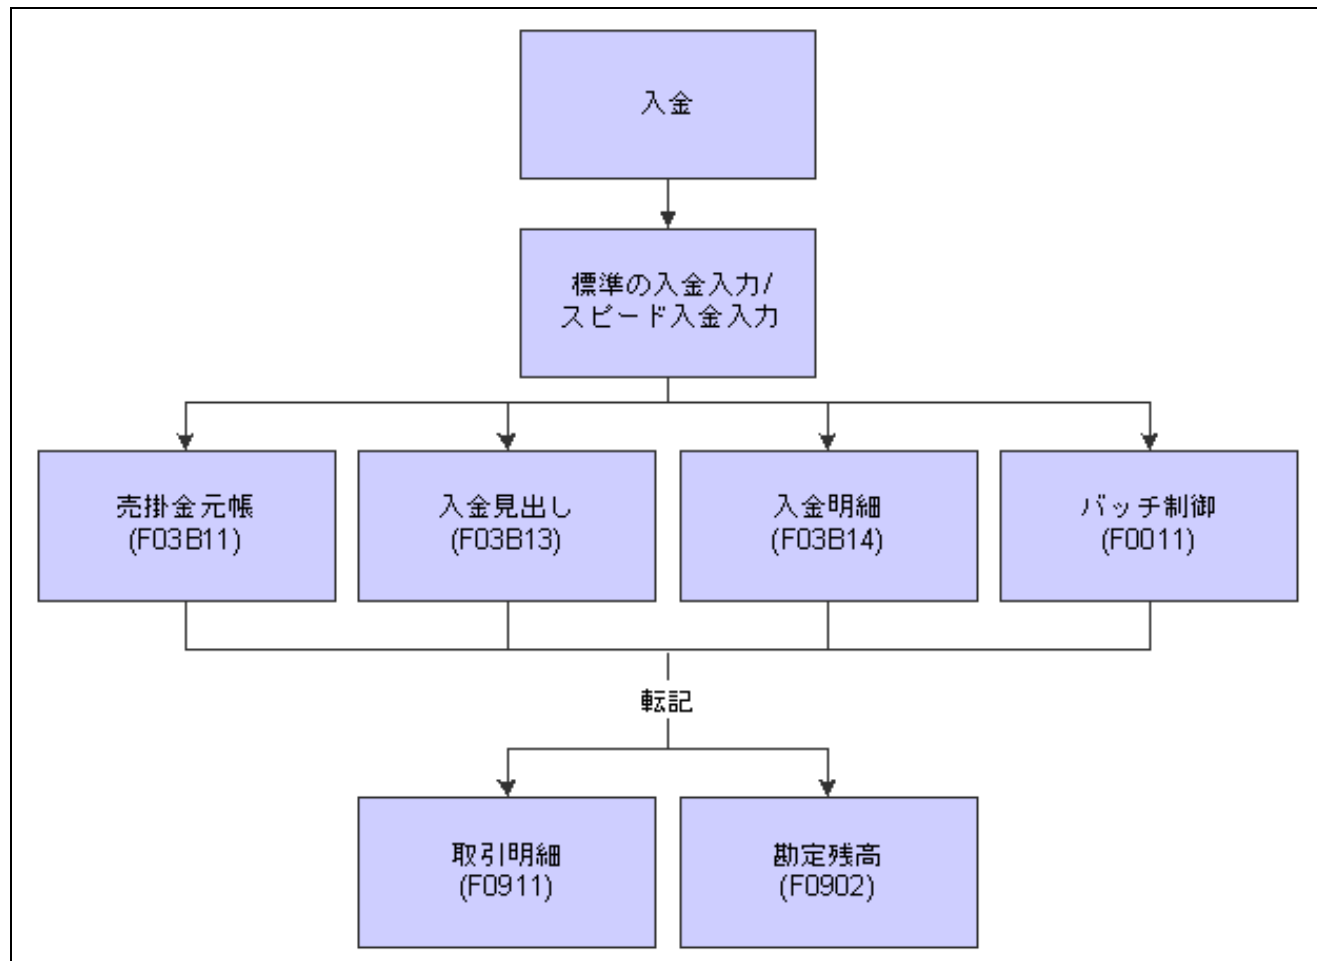 入金
標準の入金入力/
スピード入金入力
売掛金元帳
(F03B11)
入金見出し
(F03B13)
入金明細
(F03B14)
バッチ制御
(F0011)
転記
取引明細
(F0911)
勘定残高
(F0902)